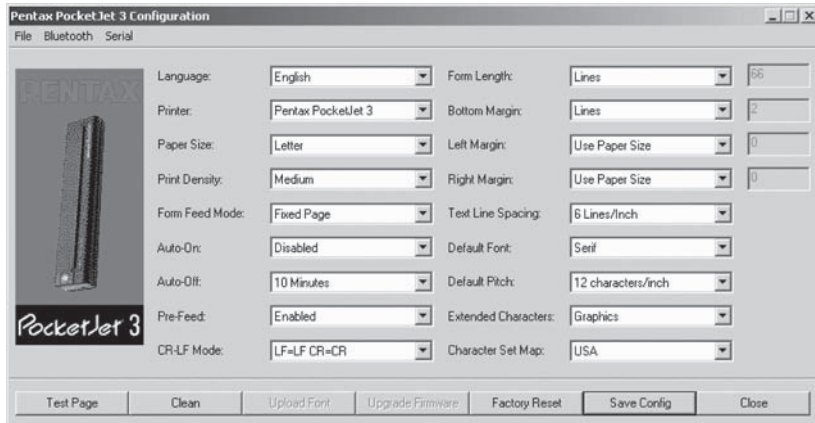 Pentax PocketJet 3 Configuration
File Bluetooth Serial
PENTAX
PocketJet 3
Language: English
Printer: Pentax PocketJet 3
Paper Size: Letter
Print Density: Medium
Form Feed Mode: Fixed Page
Auto-On: Disabled
Auto-Off: 10 Minutes
Pre-Feed: Enabled
CR-LF Mode: LF=LF CR=CR
Form Length: Lines 66
Bottom Margin: Lines 2
Left Margin: Use Paper Size 0
Right Margin: Use Paper Size 0
Text Line Spacing: 6 Lines/Inch
Default Font: Serif
Default Pitch: 12 characters/inch
Extended Characters: Graphics
Character Set Map: USA
Test Page Clean Upload Font Upgrade Firmware Factory Reset Save Config Close